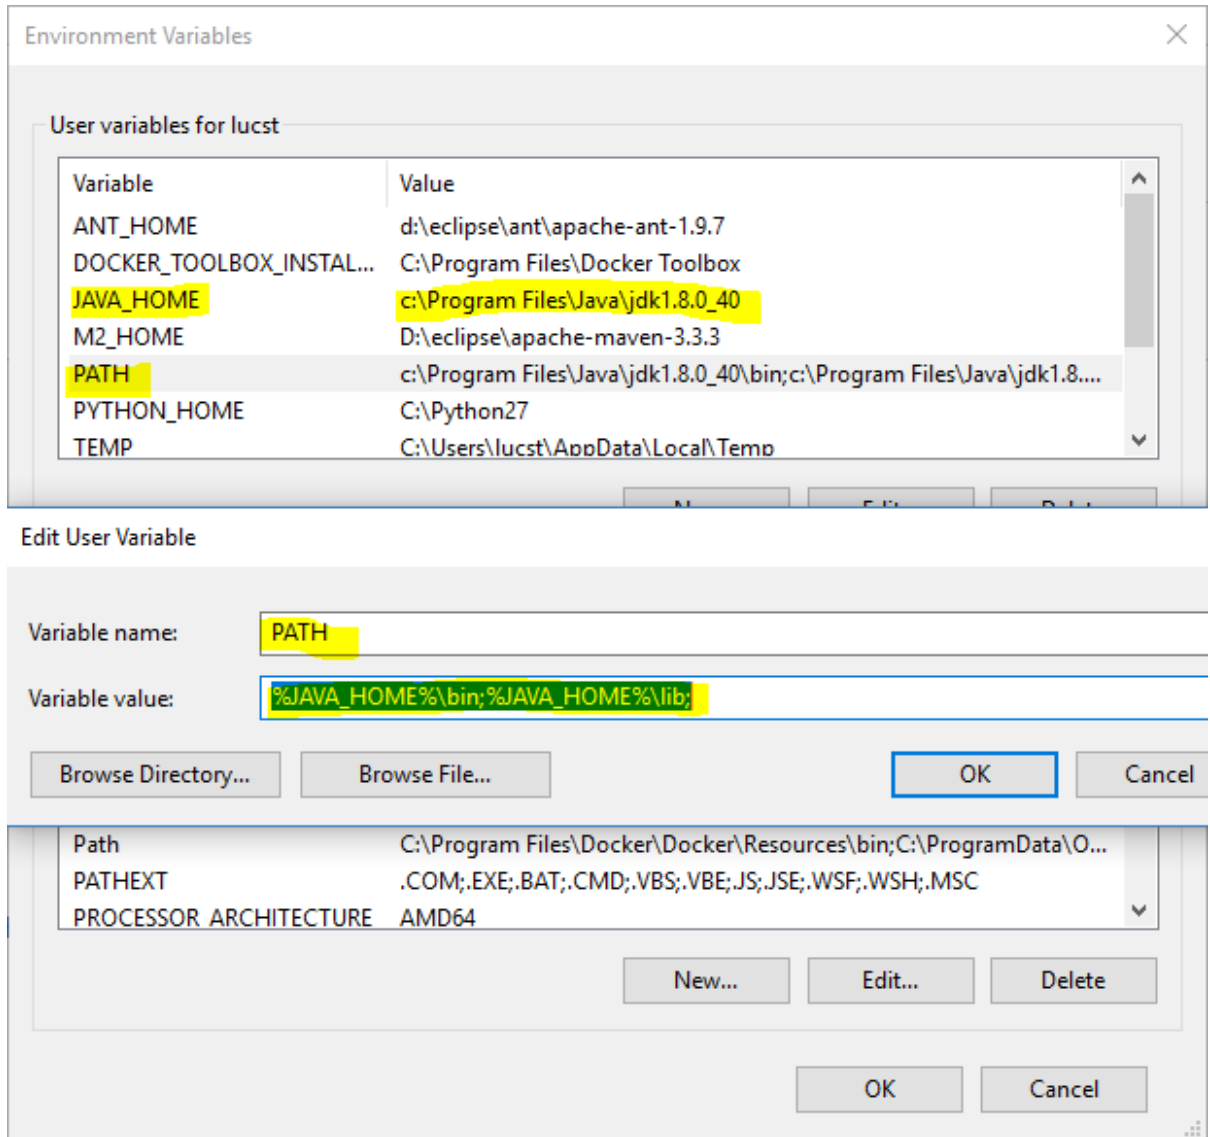 Environment Variables
User variables for lucst
Variable Value
ANT_HOME d:\eclipse\ant\apache-ant-1.9.7
DOCKER_TOOLBOX_INSTAL... C:\Program Files\Docker Toolbox
JAVA_HOME c:\Program Files\Java\jdk1.8.0_40
M2_HOME D:\eclipse\apache-maven-3.3.3
PATH c:\Program Files\Java\jdk1.8.0_40\bin;c:\Program Files\Java\jdk1.8....
PYTHON_HOME C:\Python27
TEMP C:\Users\lucst\AppData\Local\Temp
Edit User Variable
Variable name: PATH
Variable value: %JAVA_HOME%\bin;%JAVA_HOME%\lib;
Browse Directory... Browse File... OK Cancel
Path C:\Program Files\Docker\Docker\Resources\bin;C:\ProgramData\O...
PATHEXT .COM;.EXE;.BAT;.CMD;.VBS;.VBE;.JS;.JSE;.WSF;.WSH;.MSC
PROCESSOR_ARCHITECTURE AMD64
New... Edit... Delete
OK Cancel